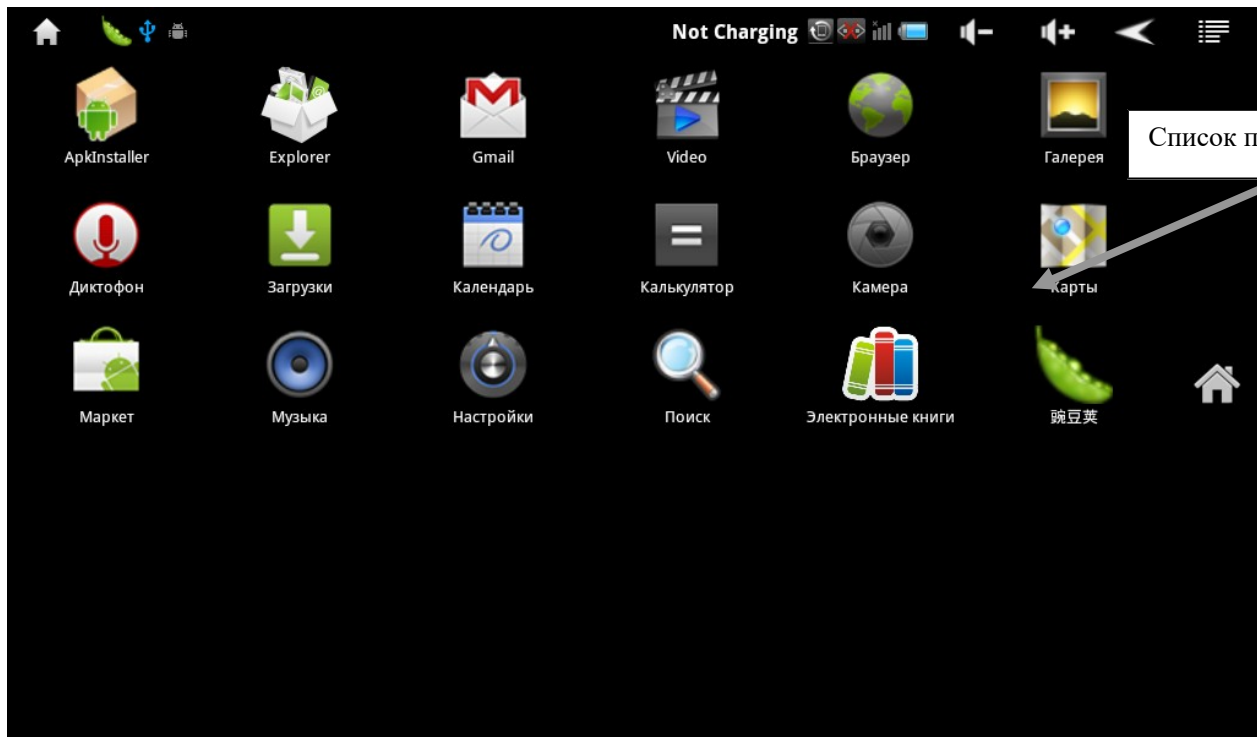 Not Charging
ApkInstaller
Explorer
Gmail
Video
Браузер
Галерея
Список п
Диктофон
Загрузки
Календарь
Калькулятор
Камера
Карты
Маркет
Музыка
Настройки
Поиск
Электронные книги
豌豆荚